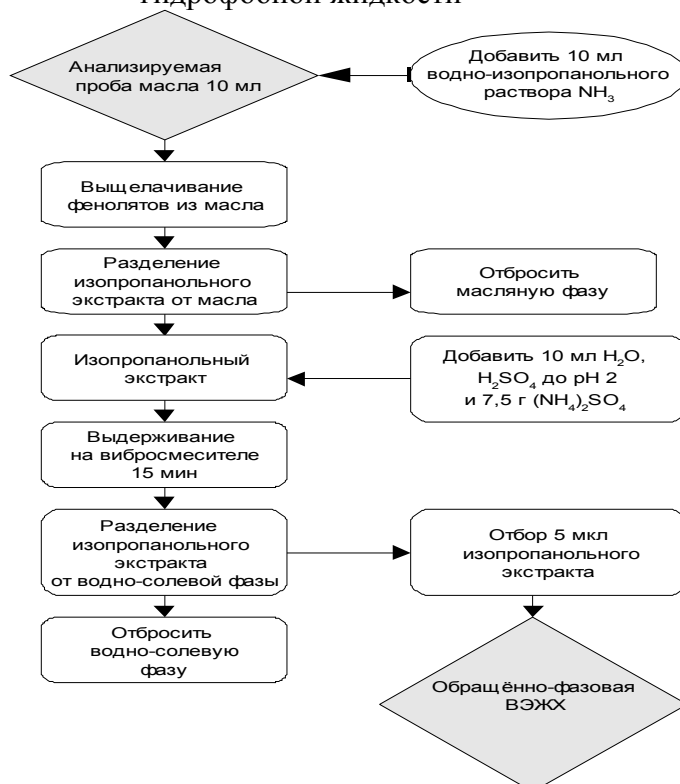 гидрофобной жидкости
Анализируемая
проба масла 10 мл
Добавить 10 мл
водно-изопропанольного
раствора NH₃
Выщелачивание
фенолятов из масла
Разделение
изопропанольного
экстракта от масла
Отбросить
масляную фазу
Изопропанольный
экстракт
Добавить 10 мл H₂O,
H₂SO₄ до pH 2
и 7,5 г (NH₄)₂SO₄
Выдерживание
на вибросмесителе
15 мин
Разделение
изопропанольного
экстракта
от водно-солевой фазы
Отбор 5 мкл
изопропанольного
экстракта
Отбросить
водно-солевую
фазу
Обращённо-фазовая
ВЭЖХ